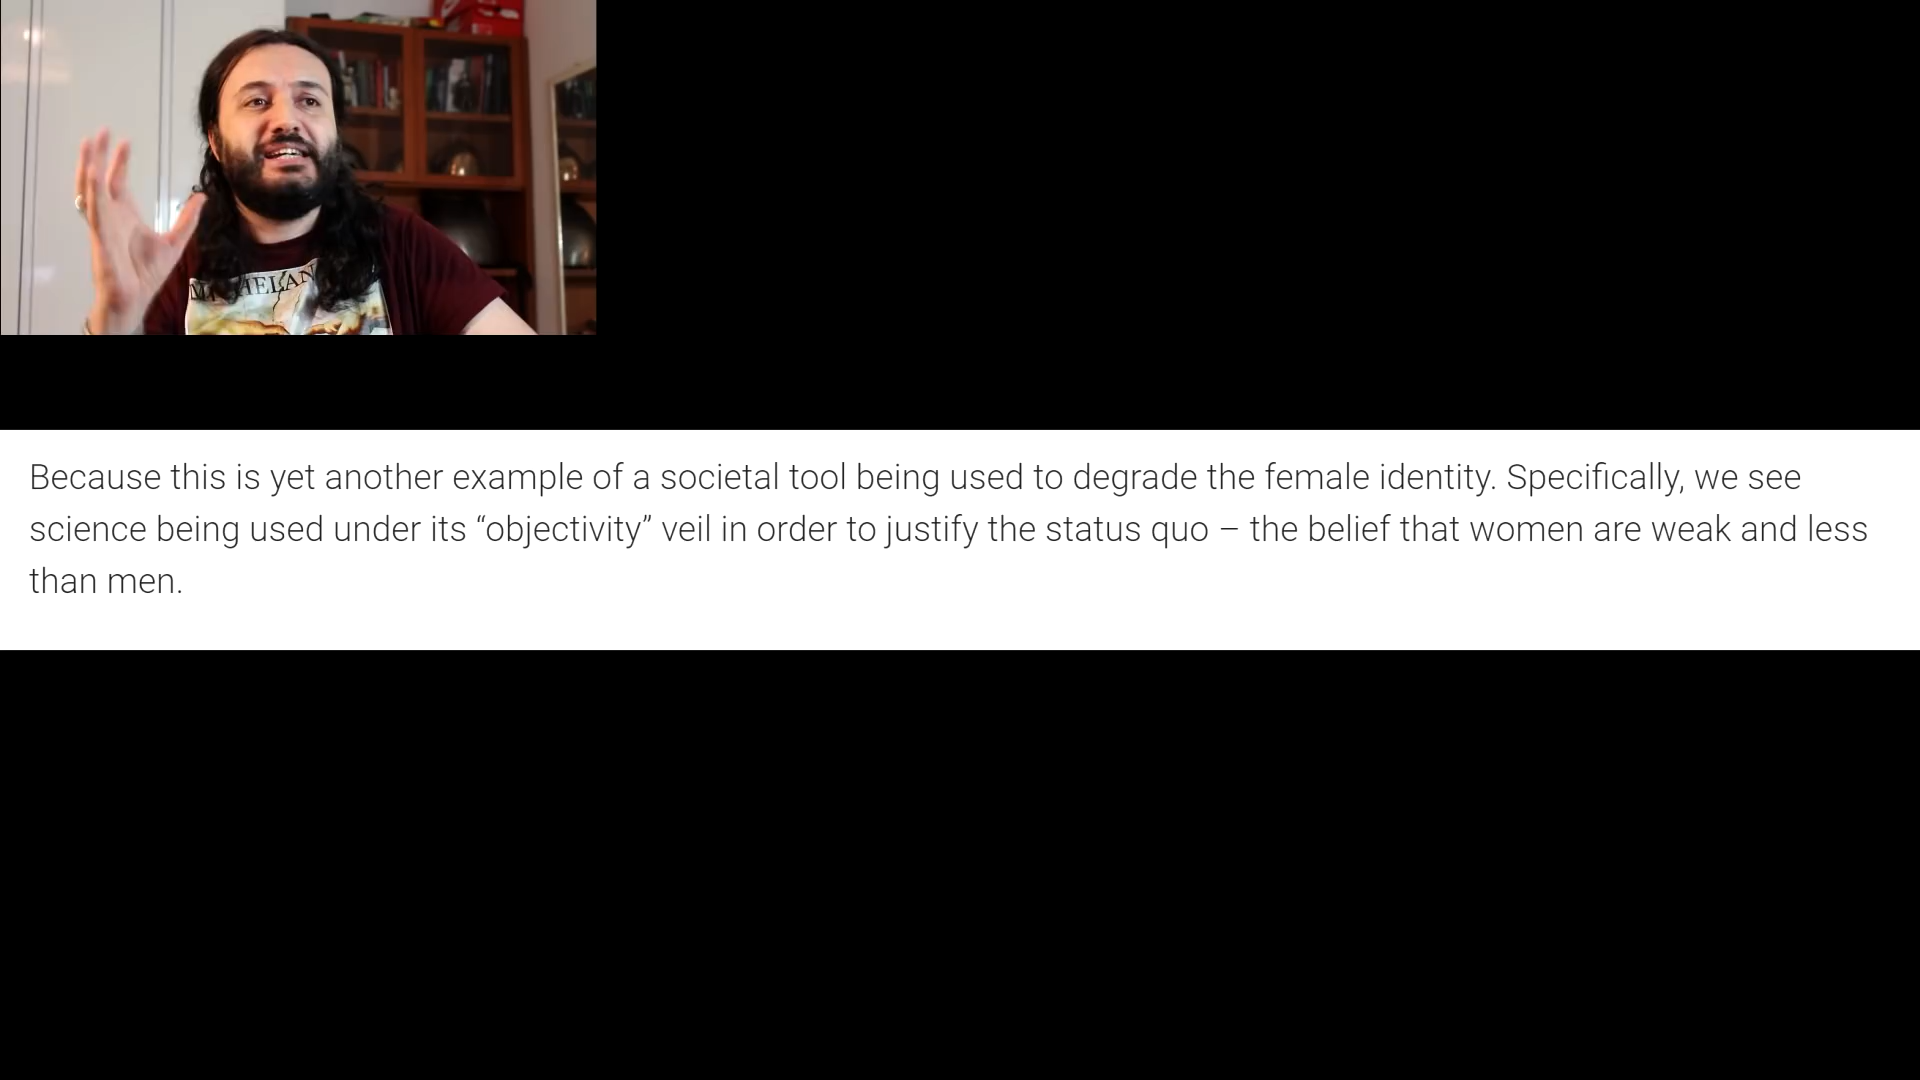 MICHELAN
Because this is yet another example of a societal tool being used to degrade the female identity. Specifically, we see
science being used under its “objectivity” veil in order to justify the status quo – the belief that women are weak and less
than men.